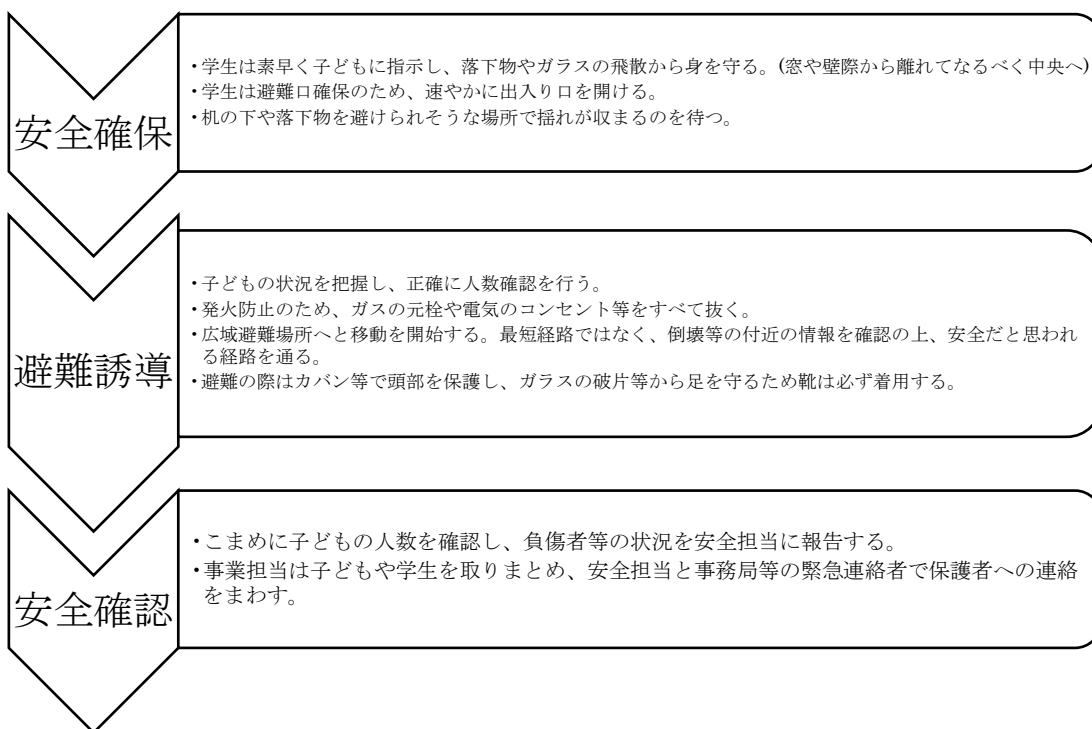 安全確保
・学生は素早く子どもに指示し、落下物やガラスの飛散から身を守る。(窓や壁際から離れてなるべく中央へ)
・学生は避難口確保のため、速やかに出入り口を開ける。
・机の下や落下物を避けられそうな場所で揺れが収まるのを待つ。
避難誘導
・子どもの状況を把握し、正確に人数確認を行う。
・発火防止のため、ガスの元栓や電気のコンセント等をすべて抜く。
・広域避難場所へと移動を開始する。最短経路ではなく、倒壊等の付近の情報を確認の上、安全だと思われ
る経路を通る。
・避難の際はカバン等で頭部を保護し、ガラスの破片等から足を守るため靴は必ず着用する。
安全確認
・こまめに子どもの人数を確認し、負傷者等の状況を安全担当に報告する。
・事業担当は子どもや学生を取りまとめ、安全担当と事務局等の緊急連絡者で保護者への連絡
をまわす。